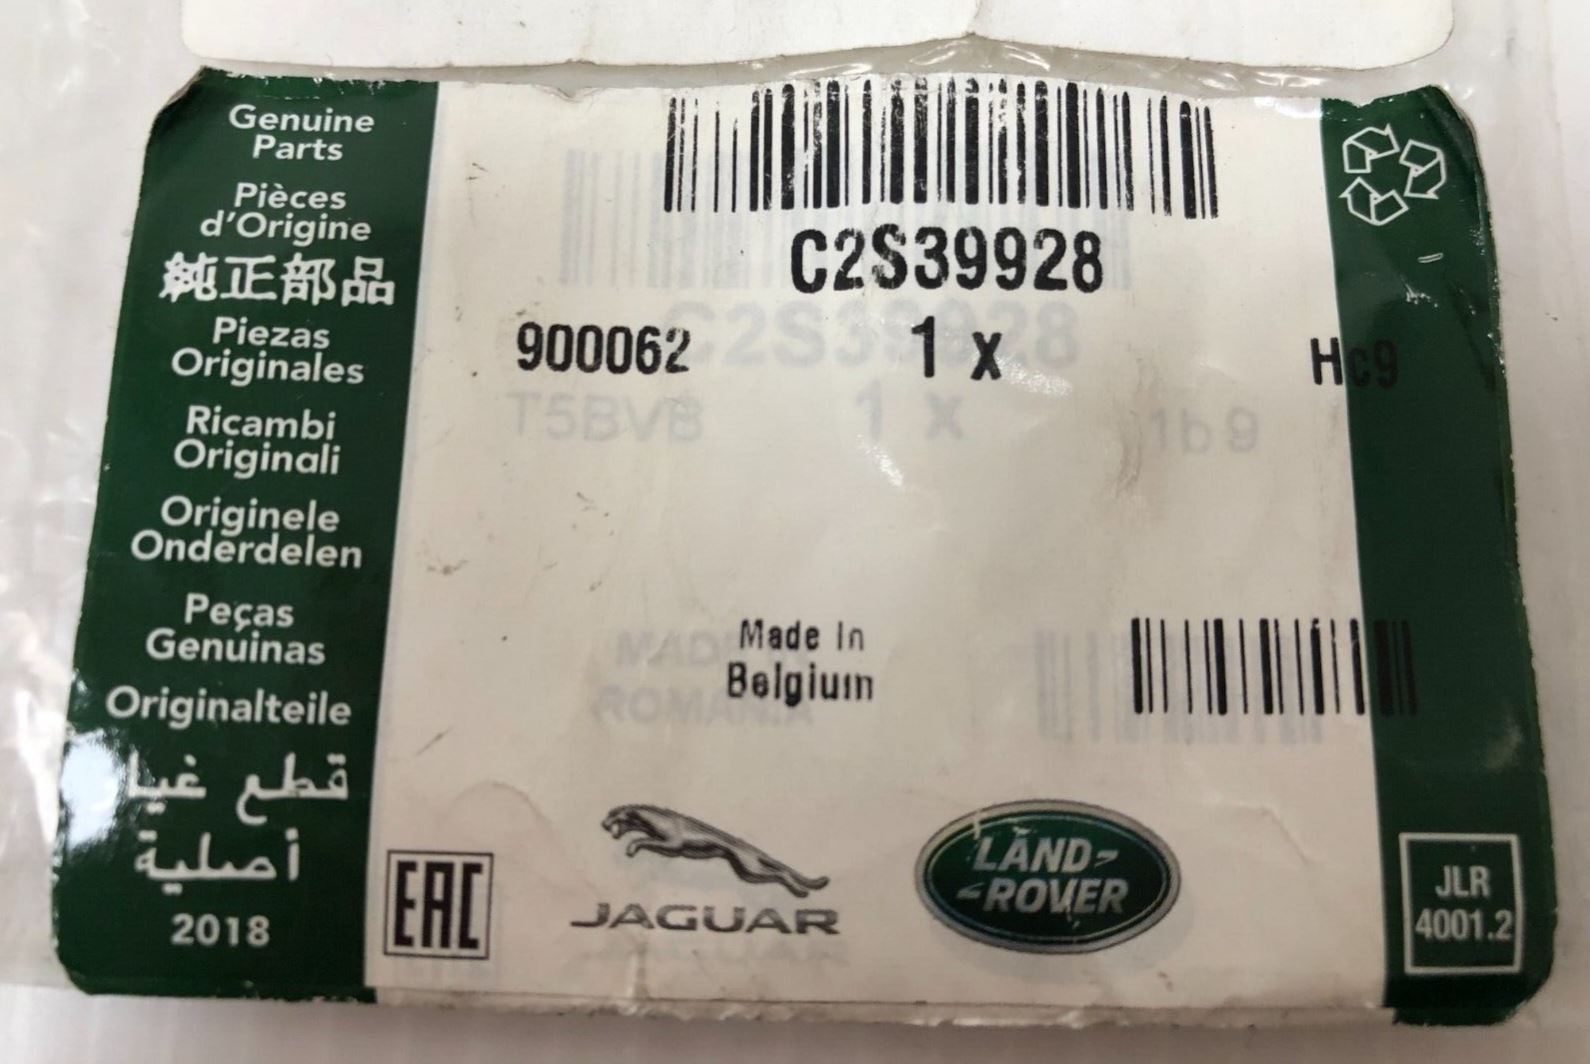 Genuine
Parts
Pièces
d'Origine
純正部品
Piezas
Originales
Ricambi
Originali
Originele
Onderdelen
Peças
Genuinas
Originalteile
قطع غيار
أصلية
2018
C2S39928
900062 1 x Hc9
C2S39928
T5BVB 1 x 1b9
Made In
Belgium
MADE
ROMANIA
EAC
JAGUAR
LAND-
-ROVER
JLR
4001.2